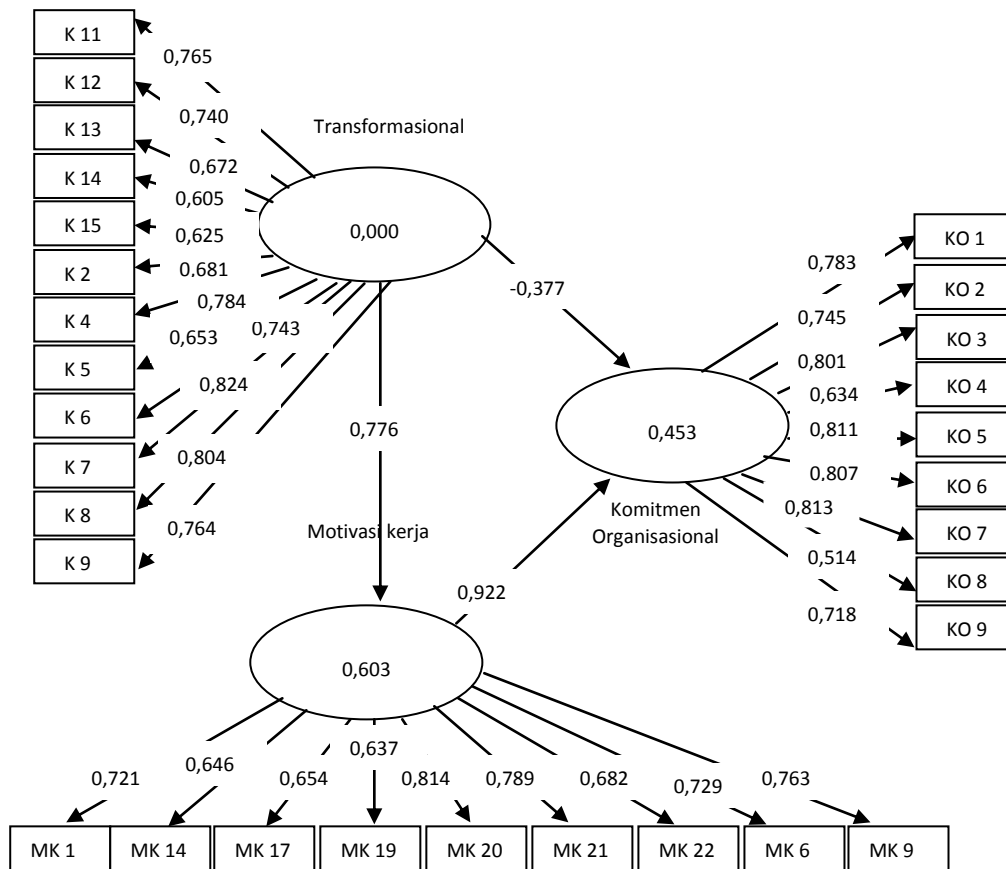 K 11
K 12
K 13
K 14
K 15
K 2
K 4
K 5
K 6
K 7
K 8
K 9
0,765
0,740
0,672
0,605
0,625
0,681
0,784
0,653
0,743
0,824
0,804
0,764
Transformasional
0,000
-0,377
0,776
Motivasi kerja
0,922
0,603
0,453
Komitmen
Organisasional
0,783
0,745
0,801
0,634
0,811
0,807
0,813
0,514
0,718
KO 1
KO 2
KO 3
KO 4
KO 5
KO 6
KO 7
KO 8
KO 9
0,721
0,646
0,654
0,637
0,814
0,789
0,682
0,729
0,763
MK 1
MK 14
MK 17
MK 19
MK 20
MK 21
MK 22
MK 6
MK 9